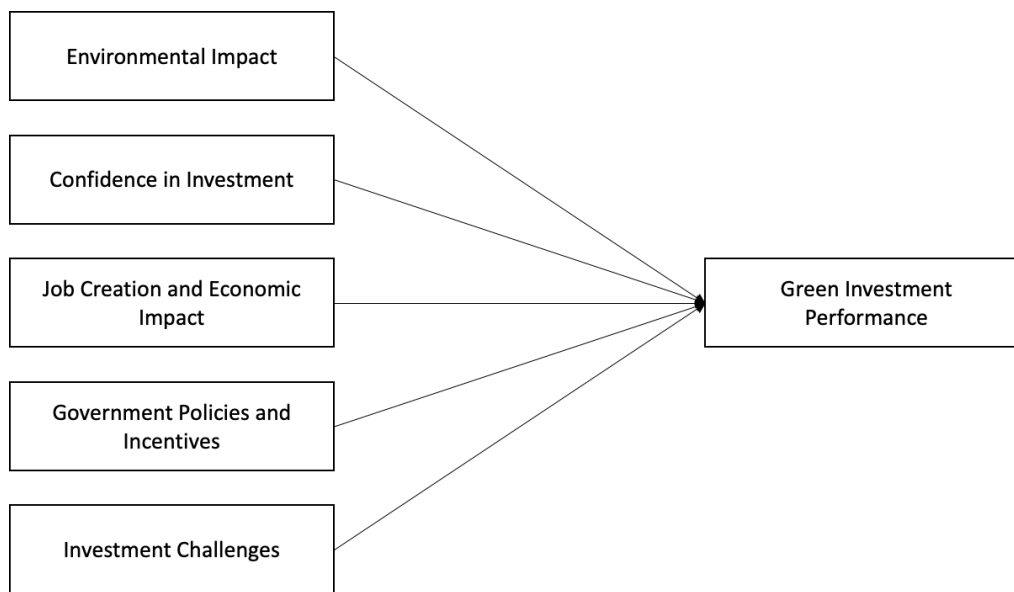 Environmental Impact
Confidence in Investment
Job Creation and Economic
Impact
Government Policies and
Incentives
Investment Challenges
Green Investment
Performance